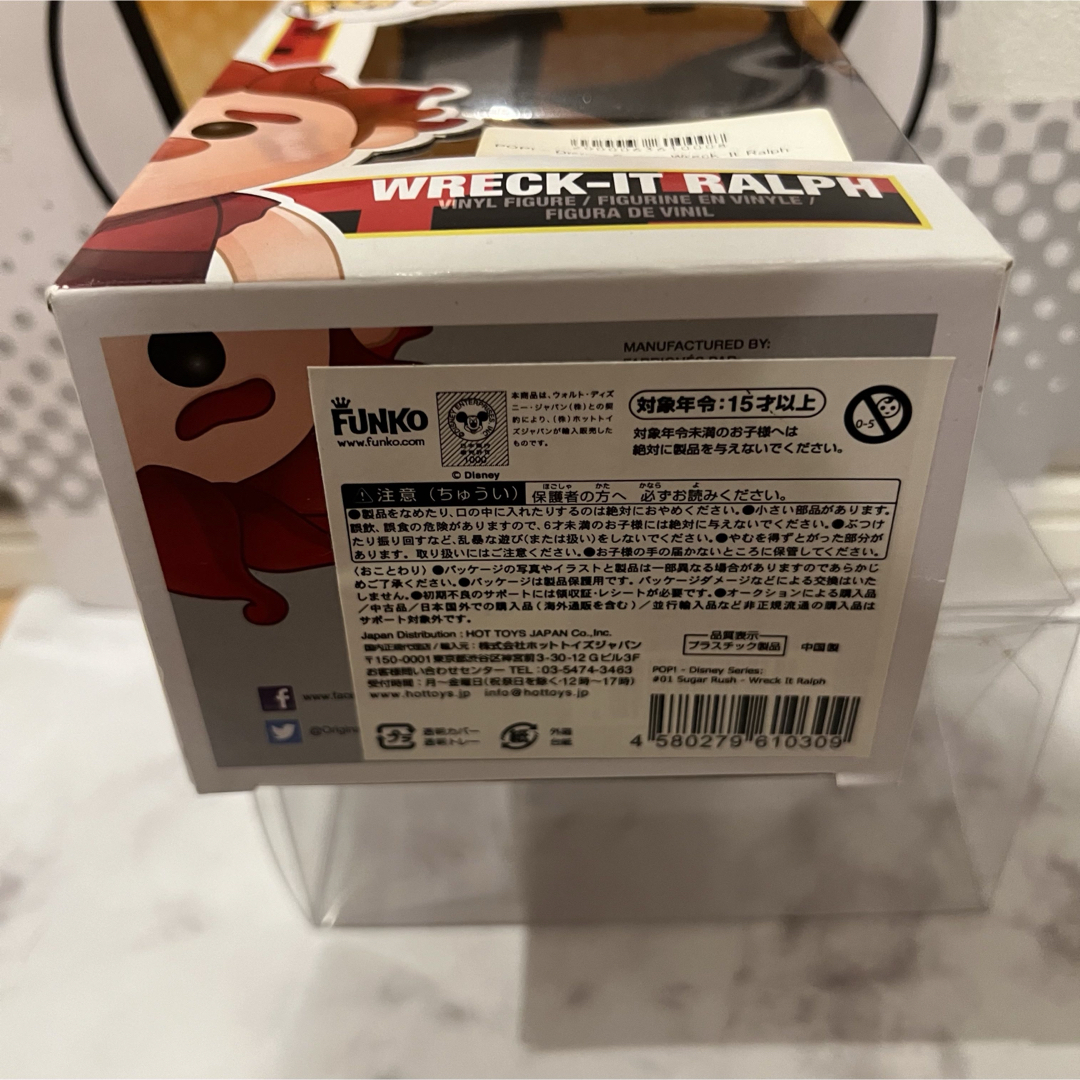 POP! - Wreck It Ralph
WRECK-IT RALPH
VINYL FIGURE / FIGURINE EN VINYLE /
FIGURA DE VINIL
MANUFACTURED BY:
FUNKO
www.funko.com
本商品は、ウォルト・ディズ
ニー・ジャパン(株)との契
約により、(株)ホットトイ
ズジャパンが輸入販売した
ものです。
© Disney
対象年令:15才以上
対象年令未満のお子様へは
絶対に製品を与えないでください。
0-5
⚠注意(ちゅうい) 保護者の方へ 必ずお読みください。
●製品をなめたり、口の中に入れたりするのは絶対におやめください。●小さい部品があります。
誤飲、誤食の危険がありますので、6才未満のお子様には絶対に与えないでください。●ぶつけ
たり振り回すなど、乱暴な遊び(または扱い)をしないでください。●やむを得ずとがった部分が
あります。取り扱いにはご注意ください。●お子様の手の届かないところに保管してください。
(おことわり)●パッケージの写真やイラストと製品は一部異なる場合がありますのであらかじ
めご了承ください。●パッケージは製品保護用です。パッケージダメージなどによる交換はいた
しません。●初期不良のサポートには領収証・レシートが必要です。●オークションによる購入品
/中古品/日本国外での購入品(海外通販を含む)/並行輸入品など非正規流通の購入品は
サポート対象外です。
Japan Distribution : HOT TOYS JAPAN Co.,Inc.
国内正規代理店/輸入元:株式会社ホットトイズジャパン
〒150-0001東京都渋谷区神宮前3-30-12 Gビル3F
お客様問い合わせセンター TEL:03-5474-3463
受付時間:月~金曜日(祝祭日を除く・12時~17時)
www.hottoys.jp info@hottoys.jp
品質表示
プラスチック製品
中国製
POP! - Disney Series:
#01 Sugar Rush - Wreck It Ralph
プラ
紙
外箱
台紙
4 580279 610309
www.face
@Origin